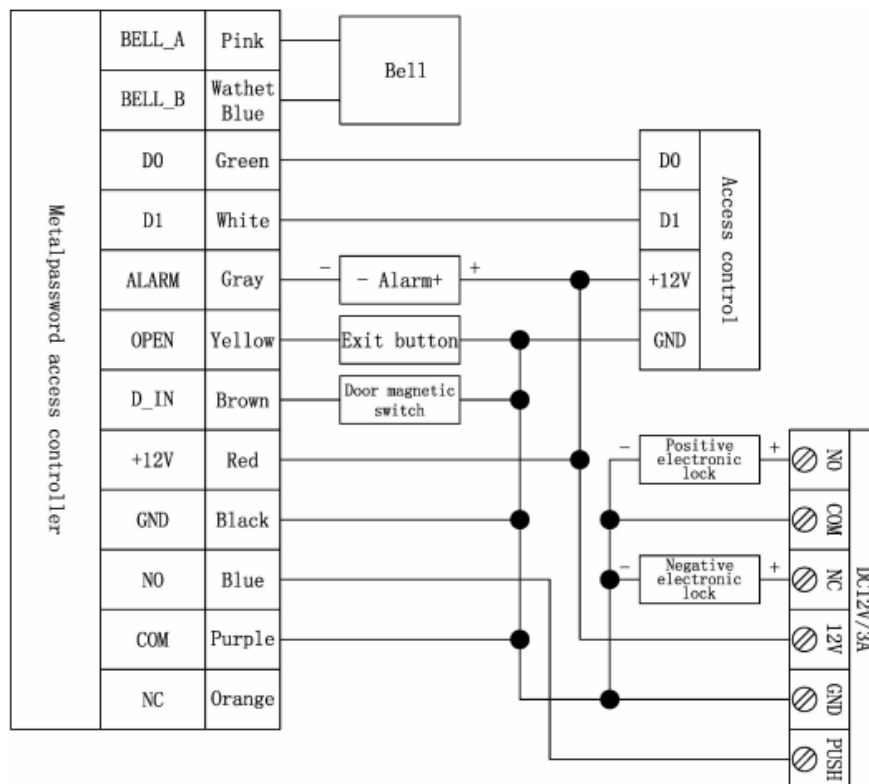 Metalpassword access controller
BELL_A Pink
BELL_B Wathet
Blue
Bell
D0 Green
D1 White
ALARM Gray
OPEN Yellow
D_IN Brown
+12V Red
GND Black
NO Blue
COM Purple
NC Orange
− − Alarm+ +
Exit button
Door magnetic
switch
D0
D1
+12V
GND
Access control
− Positive
electronic
lock +
− Negative
electronic
lock +
NO
COM
NC
12V
GND
PUSH
DC12V/3A